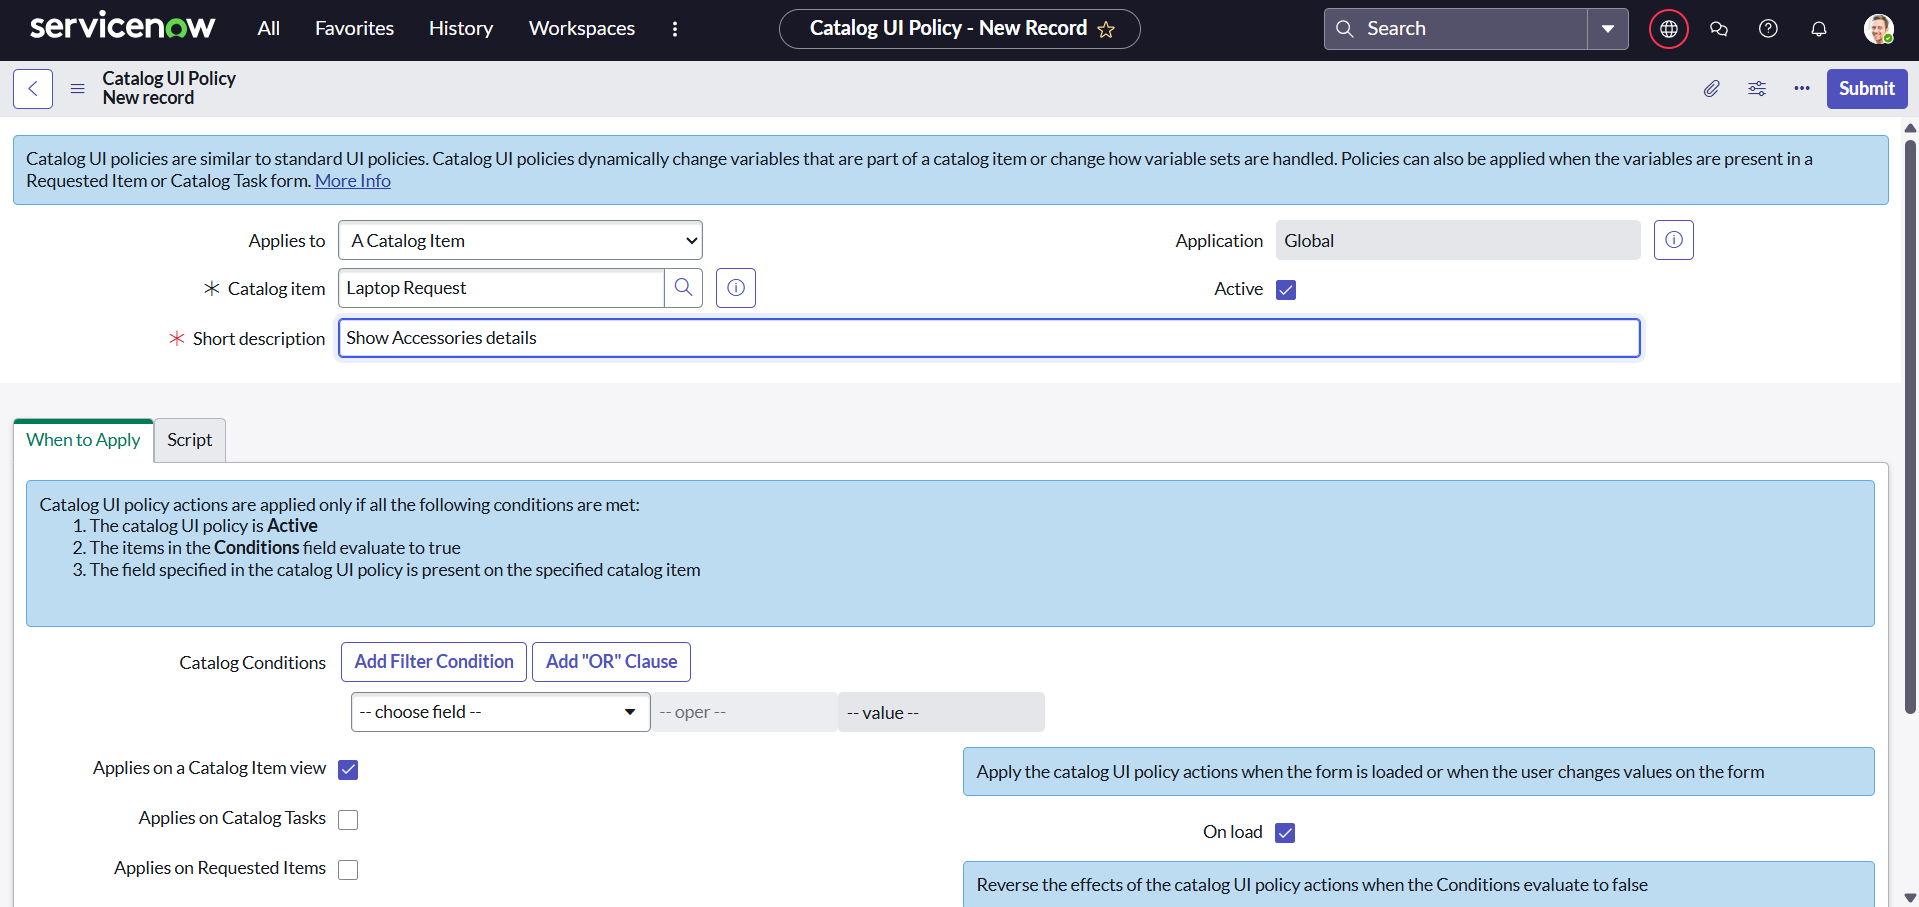 servicenow All Favorites History Workspaces Catalog UI Policy - New Record Search
Catalog UI Policy
New record
Submit
Catalog UI policies are similar to standard UI policies. Catalog UI policies dynamically change variables that are part of a catalog item or change how variable sets are handled. Policies can also be applied when the variables are present in a
Requested Item or Catalog Task form. More Info
Applies to A Catalog Item Application Global
Catalog item Laptop Request Active
Short description Show Accessories details
When to Apply Script
Catalog UI policy actions are applied only if all the following conditions are met:
1. The catalog UI policy is Active
2. The items in the Conditions field evaluate to true
3. The field specified in the catalog UI policy is present on the specified catalog item
Catalog Conditions Add Filter Condition Add "OR" Clause
-- choose field -- -- oper -- -- value --
Applies on a Catalog Item view
Apply the catalog UI policy actions when the form is loaded or when the user changes values on the form
Applies on Catalog Tasks
On load
Applies on Requested Items
Reverse the effects of the catalog UI policy actions when the Conditions evaluate to false